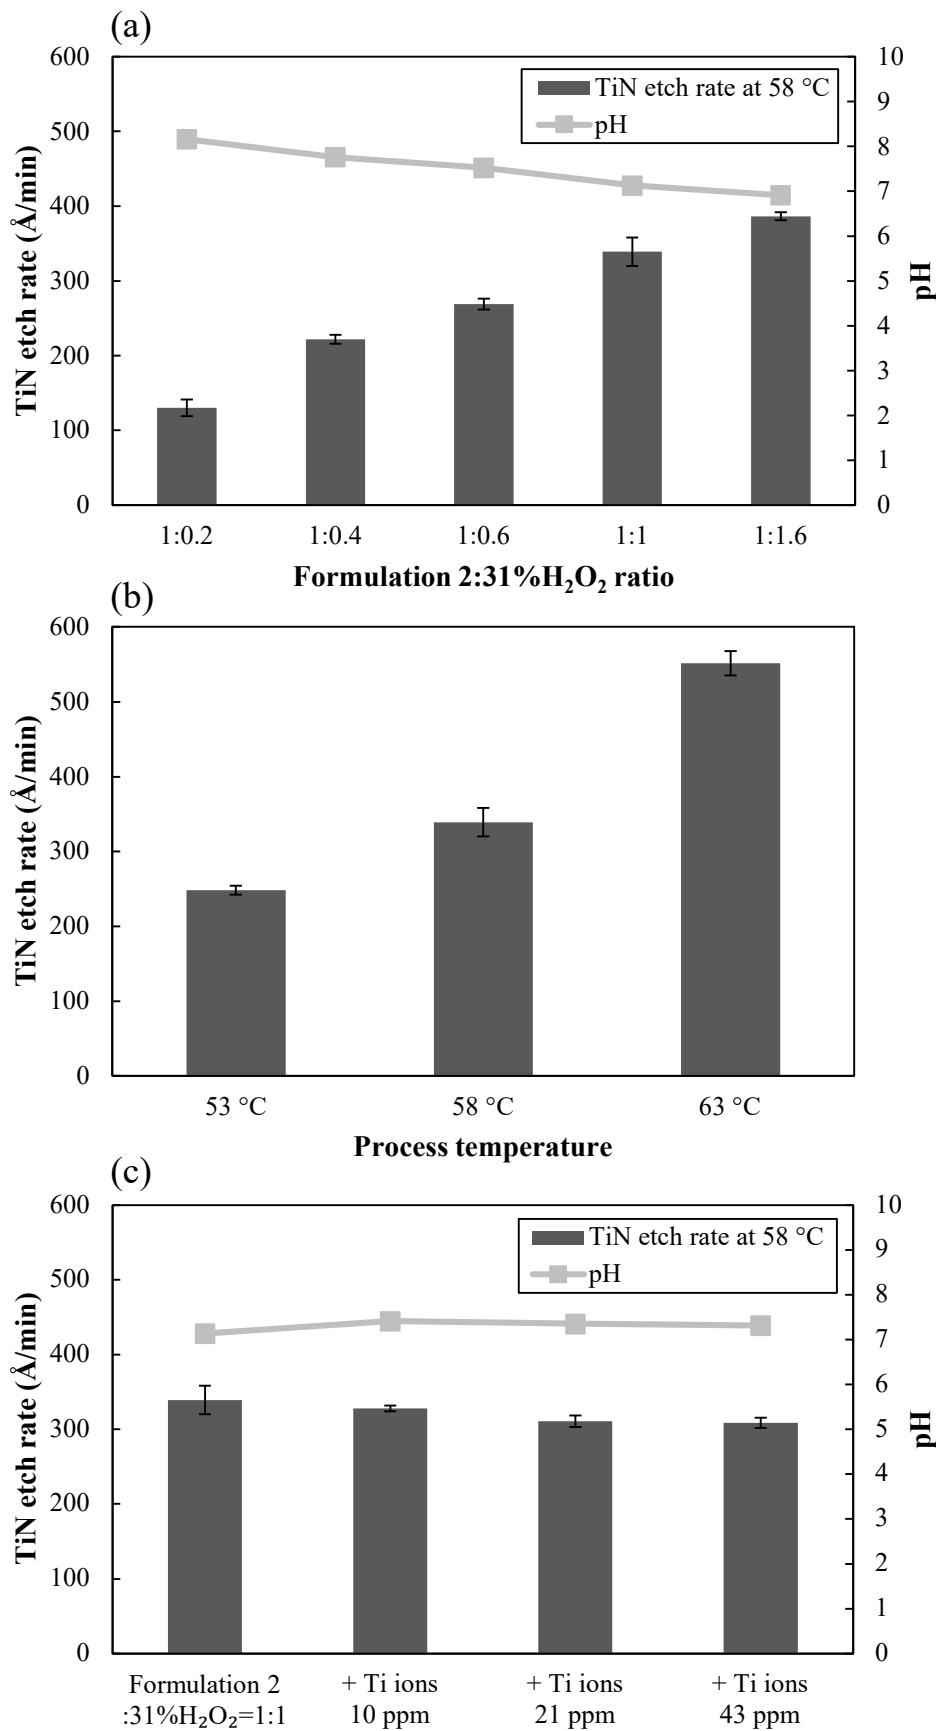 (a)
600
500
400
300
200
100
0
TiN etch rate (Å/min)
10
9
8
7
6
5
4
3
2
1
0
pH
TiN etch rate at 58 °C
pH
1:0.2
1:0.4
1:0.6
1:1
1:1.6
Formulation 2:31%H₂O₂ ratio
(b)
600
500
400
300
200
100
0
TiN etch rate (Å/min)
53 °C
58 °C
63 °C
Process temperature
(c)
600
500
400
300
200
100
0
TiN etch rate (Å/min)
10
9
8
7
6
5
4
3
2
1
0
pH
TiN etch rate at 58 °C
pH
Formulation 2
:31%H₂O₂=1:1
+ Ti ions
10 ppm
+ Ti ions
21 ppm
+ Ti ions
43 ppm